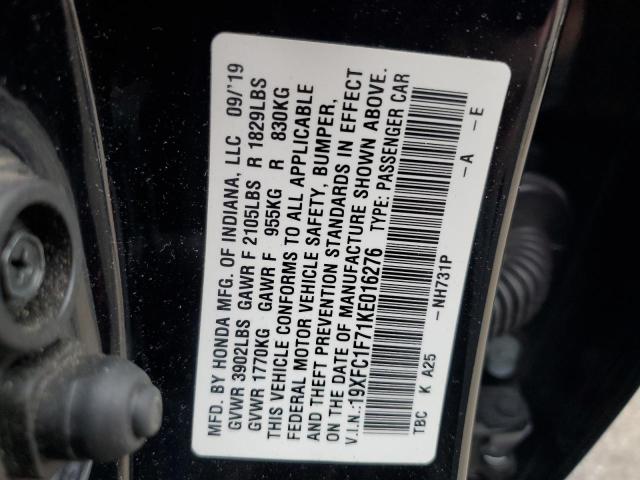 MFD. BY HONDA MFG. OF INDIANA, LLC 09/'19
GVWR 3902LBS GAWR F 2105LBS R 1829LBS
GVWR 1770KG GAWR F 955KG R 830KG
THIS VEHICLE CONFORMS TO ALL APPLICABLE
FEDERAL MOTOR VEHICLE SAFETY, BUMPER,
AND THEFT PREVENTION STANDARDS IN EFFECT
ON THE DATE OF MANUFACTURE SHOWN ABOVE.
V.I.N.:19XFC1F71KE016276 TYPE: PASSENGER CAR
TBC K A25 -NH731P -A -E